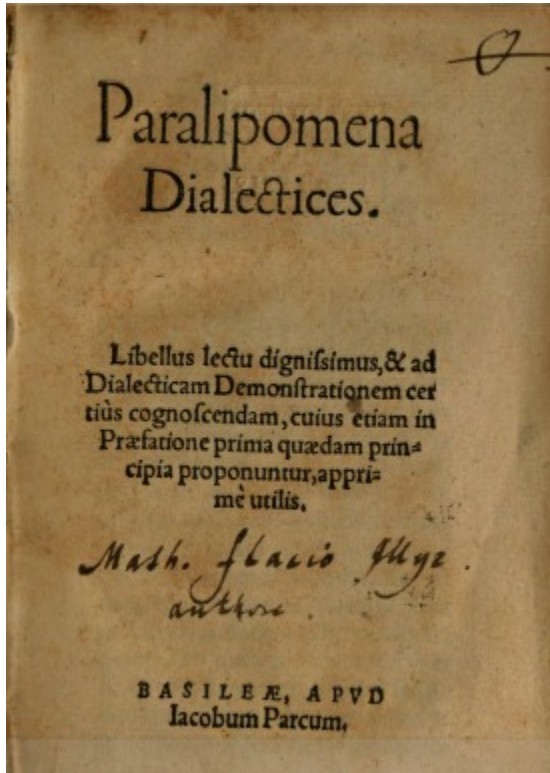 Paralipomena
Dialectices.
Libellus lectu digniſsimus, & ad
Dialecticam Demonſtrationem cer
tiùs cognoſcendam, cuius etiam in
Præfatione prima quædam prin-
cipia proponuntur, appri-
mè utilis.
Math. flacio Illyr.
authore.
BASILEÆ, APVD
Iacobum Parcum.